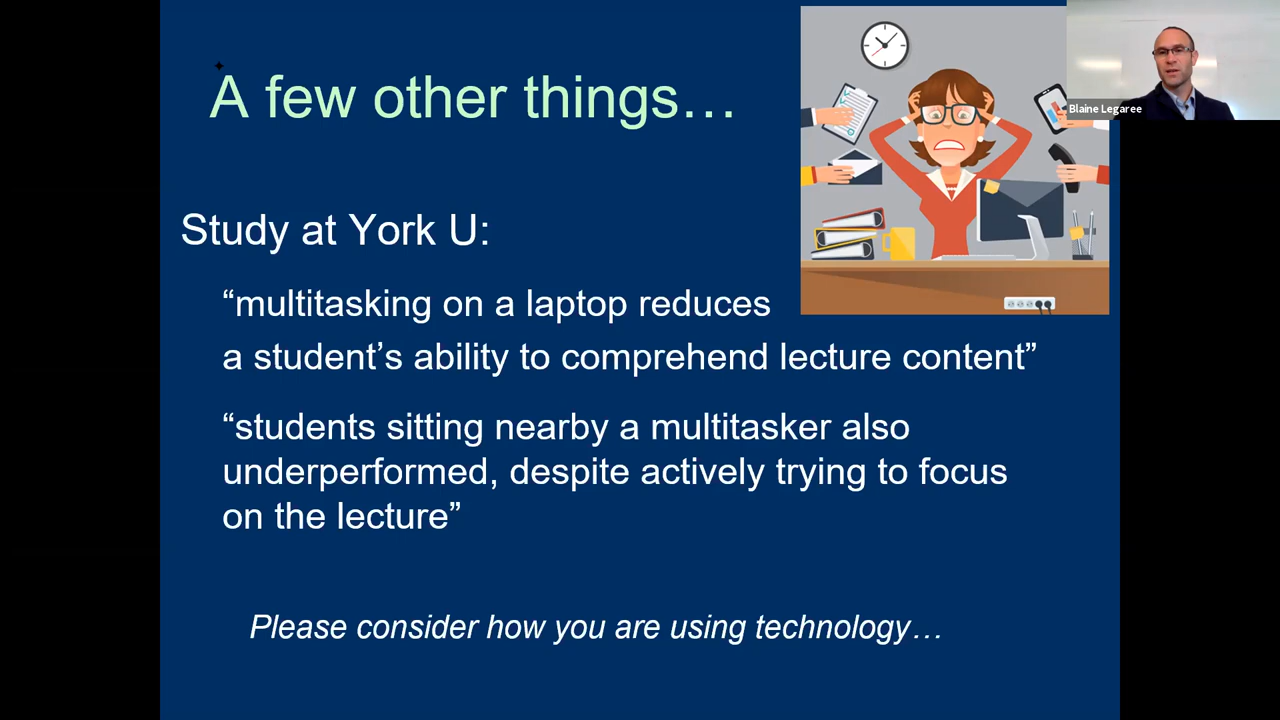 A few other things…
Blaine Legaree
Study at York U:
“multitasking on a laptop reduces
a student’s ability to comprehend lecture content”
“students sitting nearby a multitasker also
underperformed, despite actively trying to focus
on the lecture”
Please consider how you are using technology…